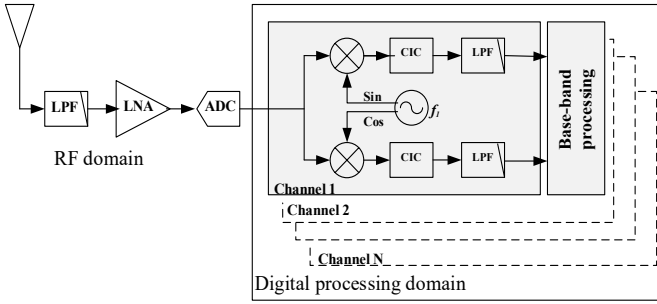 LPF
LNA
ADC
RF domain
CIC
LPF
Sin
Cos
f₁
CIC
LPF
Base-band
processing
Channel 1
Channel 2
Channel N
Digital processing domain